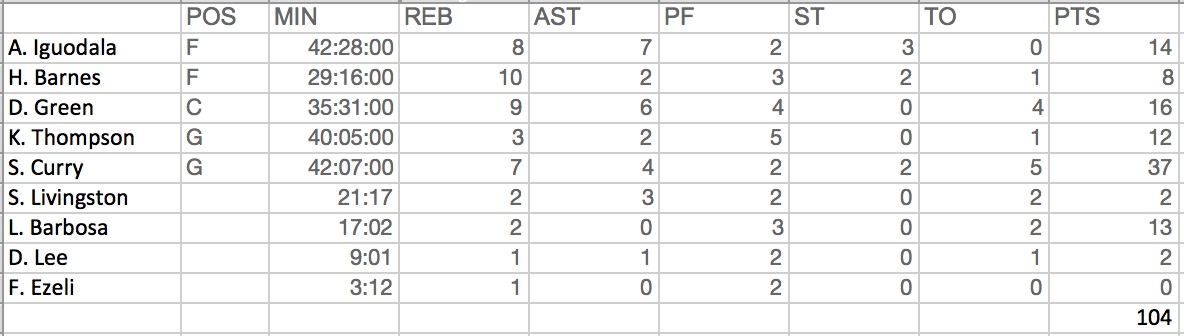 POS MIN REB AST PF ST TO PTS
A. Iguodala F 42:28:00 8 7 2 3 0 14
H. Barnes F 29:16:00 10 2 3 2 1 8
D. Green C 35:31:00 9 6 4 0 4 16
K. Thompson G 40:05:00 3 2 5 0 1 12
S. Curry G 42:07:00 7 4 2 2 5 37
S. Livingston 21:17 2 3 2 0 2 2
L. Barbosa 17:02 2 0 3 0 2 13
D. Lee 9:01 1 1 2 0 1 2
F. Ezeli 3:12 1 0 2 0 0 0
104